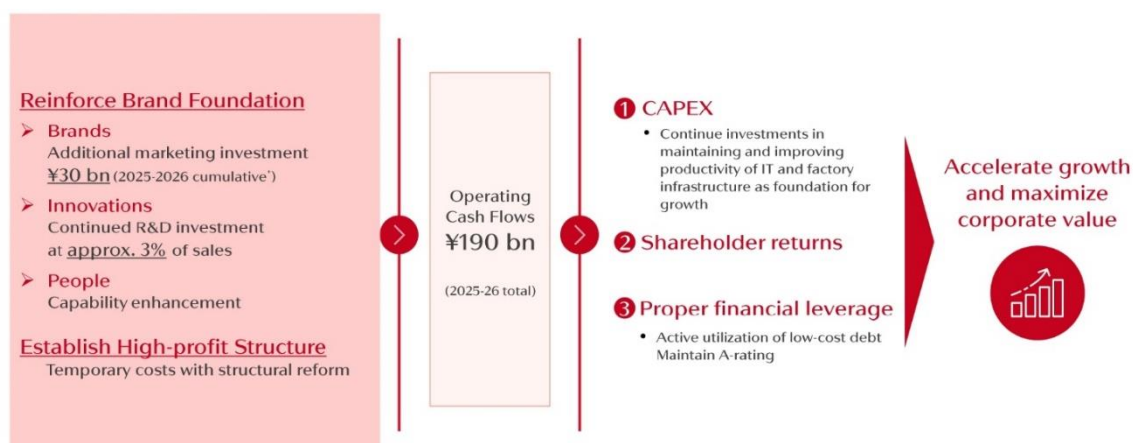 Reinforce Brand Foundation
➢ Brands
Additional marketing investment
¥30 bn (2025-2026 cumulative*)
➢ Innovations
Continued R&D investment
at approx. 3% of sales
➢ People
Capability enhancement
Establish High-profit Structure
Temporary costs with structural reform
Operating
Cash Flows
¥190 bn
(2025-26 total)
1 CAPEX
• Continue investments in
maintaining and improving
productivity of IT and factory
infrastructure as foundation for
growth
2 Shareholder returns
3 Proper financial leverage
• Active utilization of low-cost debt
Maintain A-rating
Accelerate growth
and maximize
corporate value